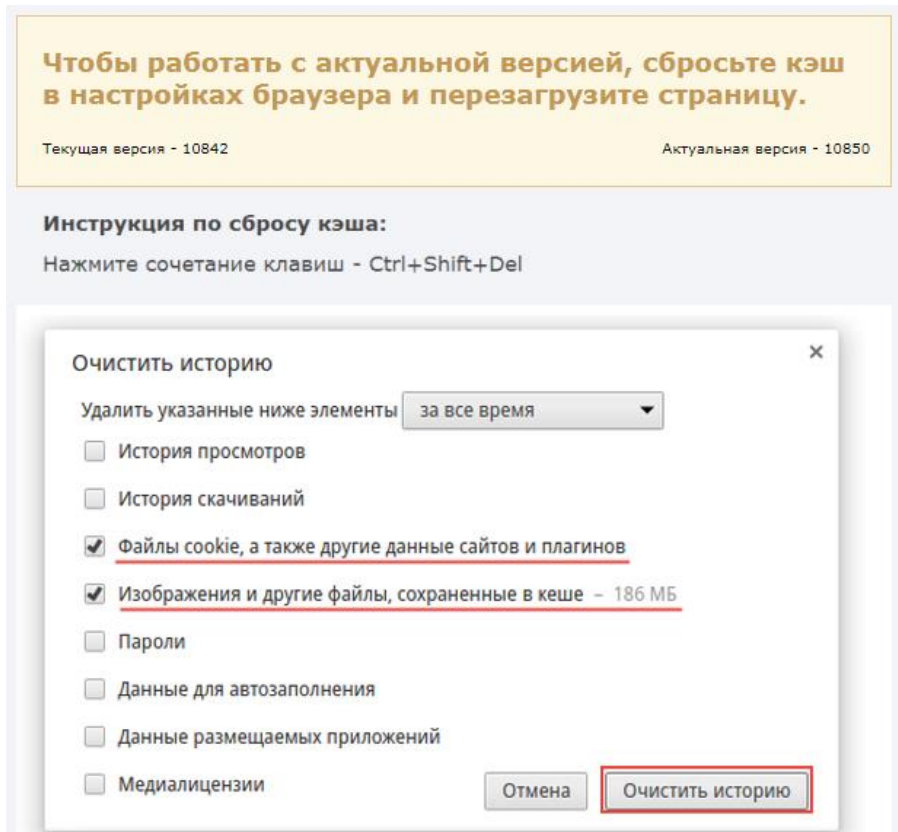 Чтобы работать с актуальной версией, сбросьте кэш
в настройках браузера и перезагрузите страницу.
Текущая версия - 10842
Актуальная версия - 10850
Инструкция по сбросу кэша:
Нажмите сочетание клавиш - Ctrl+Shift+Del
Очистить историю
Удалить указанные ниже элементы за все время
История просмотров
История скачиваний
Файлы cookie, а также другие данные сайтов и плагинов
Изображения и другие файлы, сохраненные в кеше – 186 МБ
Пароли
Данные для автозаполнения
Данные размещаемых приложений
Медиалицензии
Отмена
Очистить историю